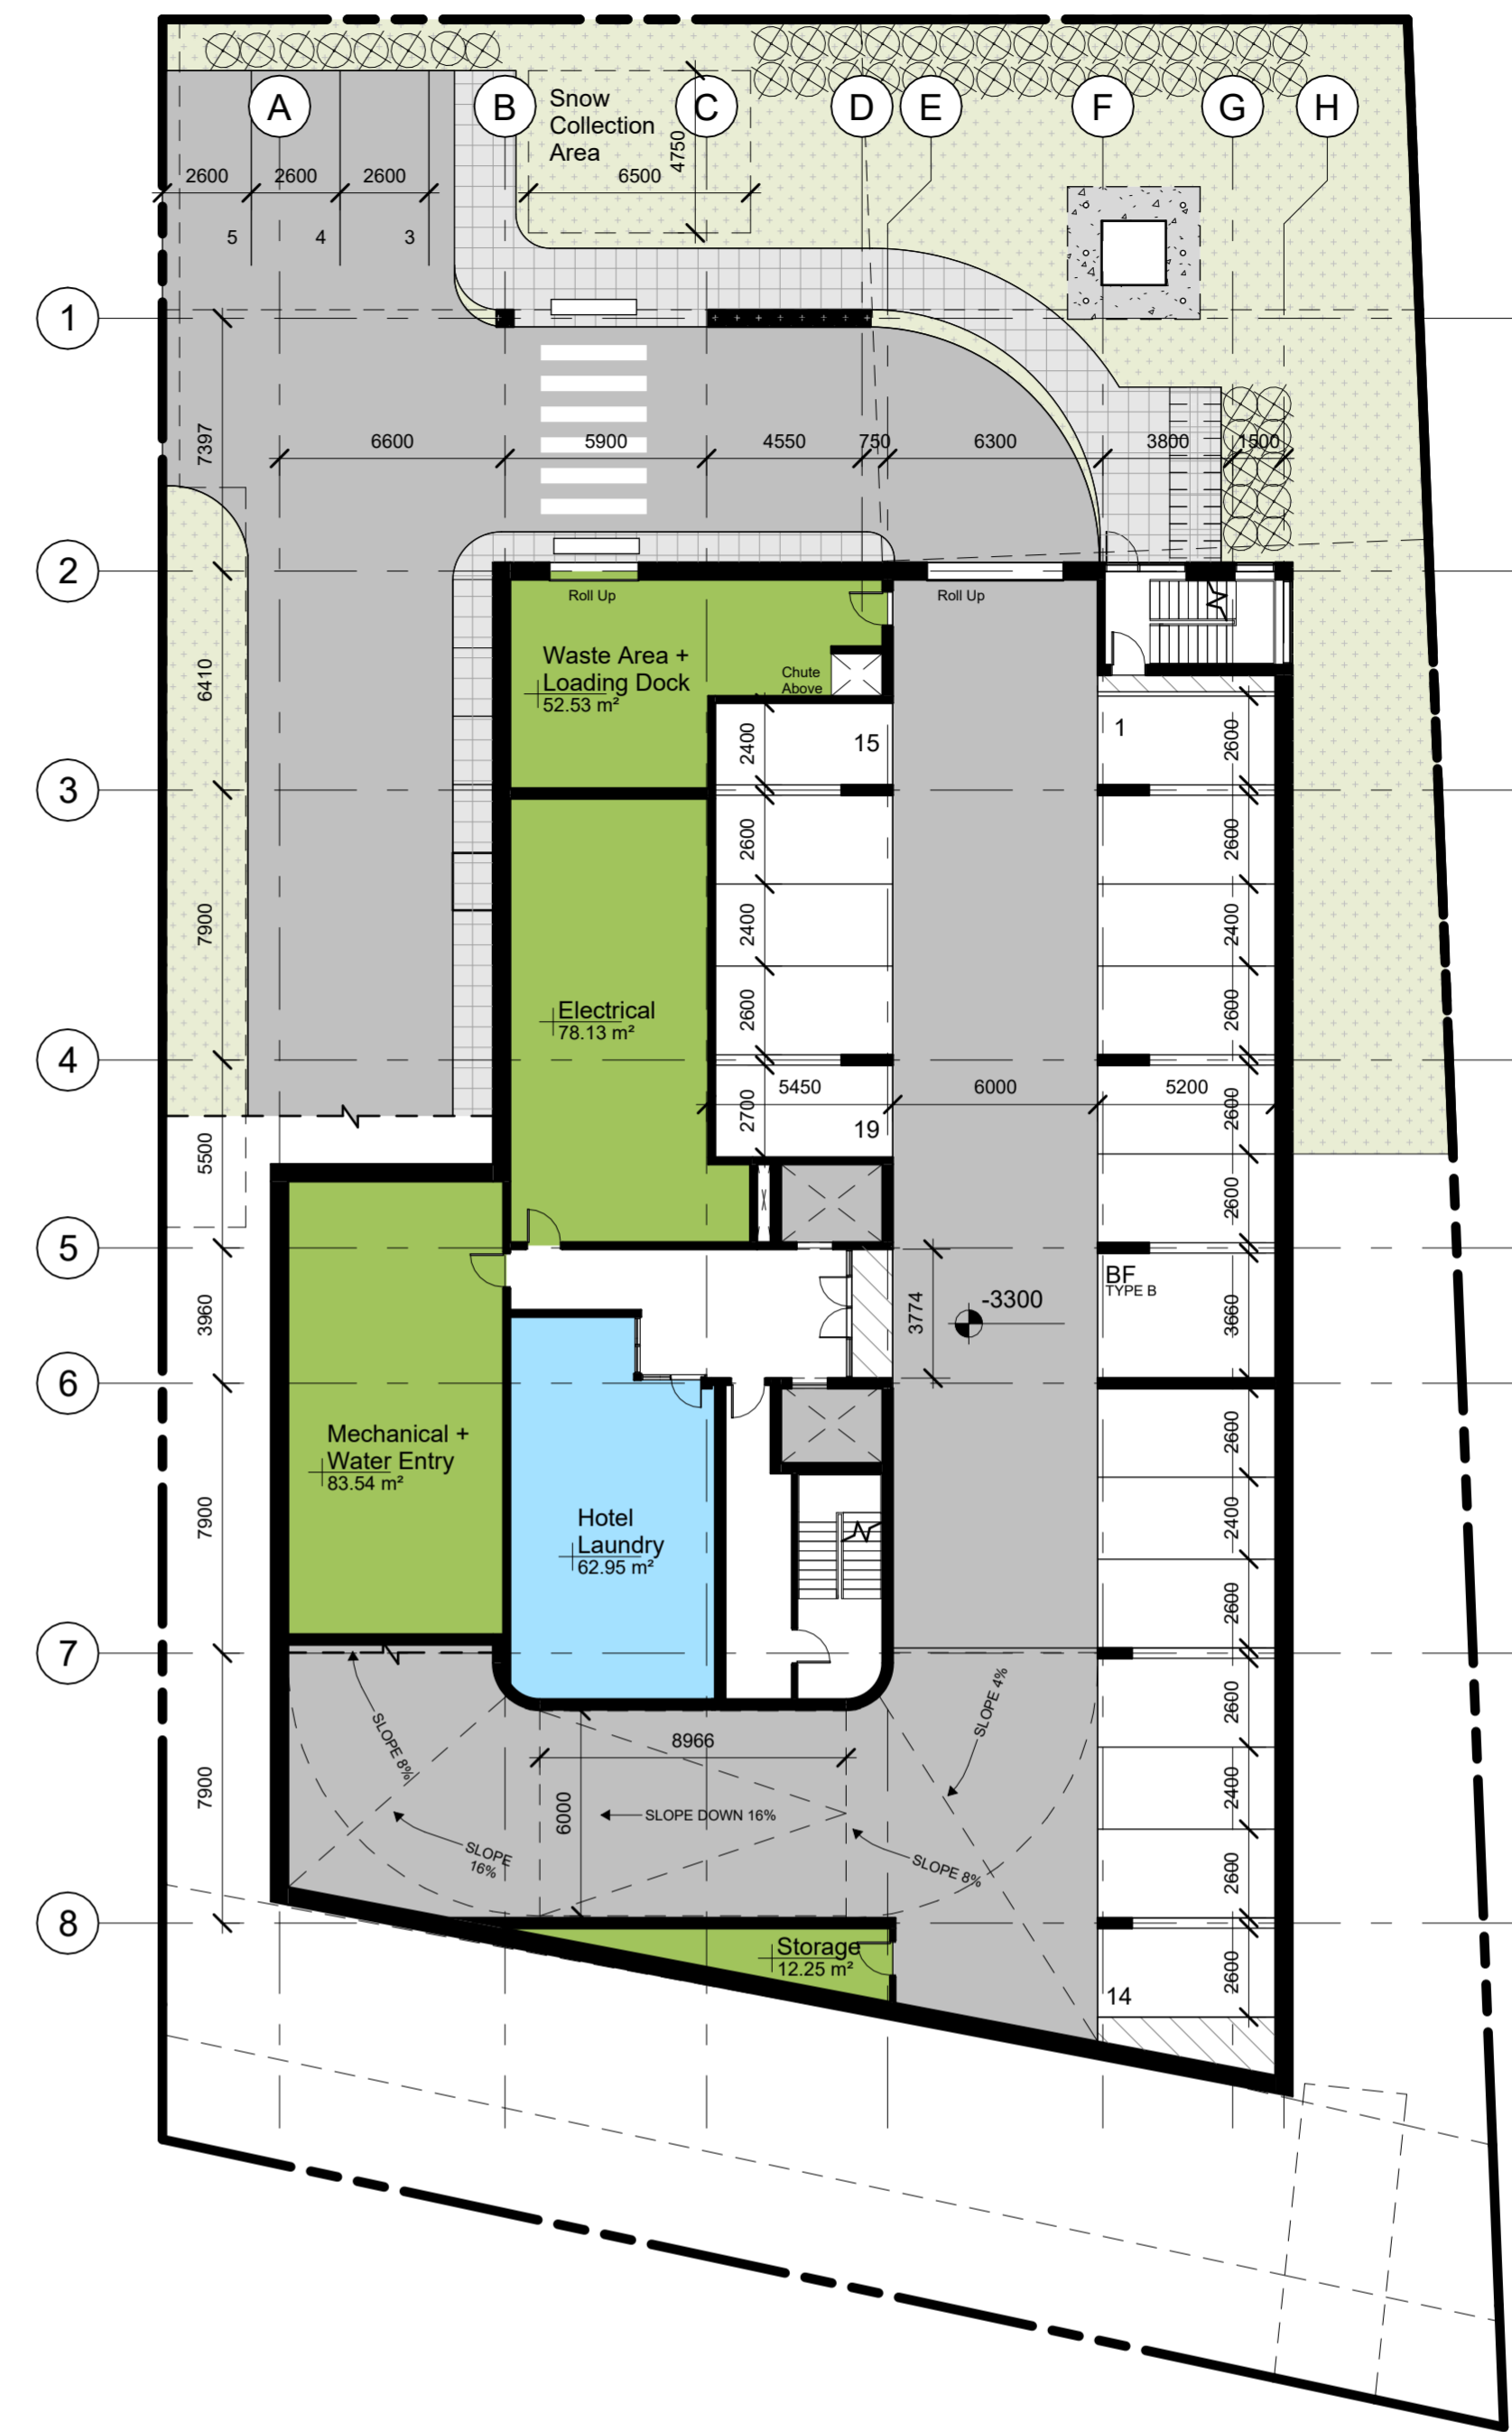 A
B
C
D
E
F
G
H
Snow
Collection
Area
4750
6500
2600
2600
2600
5
4
3
1
7397
6600
5900
4550
750
6300
3800
1500
2
Roll Up
Roll Up
Waste Area +
Loading Dock
52.53 m²
Chute
Above
6410
2400
15
1
2600
3
2600
2600
7900
2400
2400
Electrical
78.13 m²
2600
2600
4
5450
6000
5200
2700
19
2600
5500
2600
5
BF
TYPE B
3960
3774
-3300
3660
6
2600
Mechanical +
Water Entry
83.54 m²
7900
Hotel
Laundry
62.95 m²
2400
2600
7
SLOPE 8%
SLOPE 4%
2600
8966
7900
6000
SLOPE DOWN 16%
2400
SLOPE
16%
SLOPE 8%
2600
8
Storage
12.25 m²
14
2600